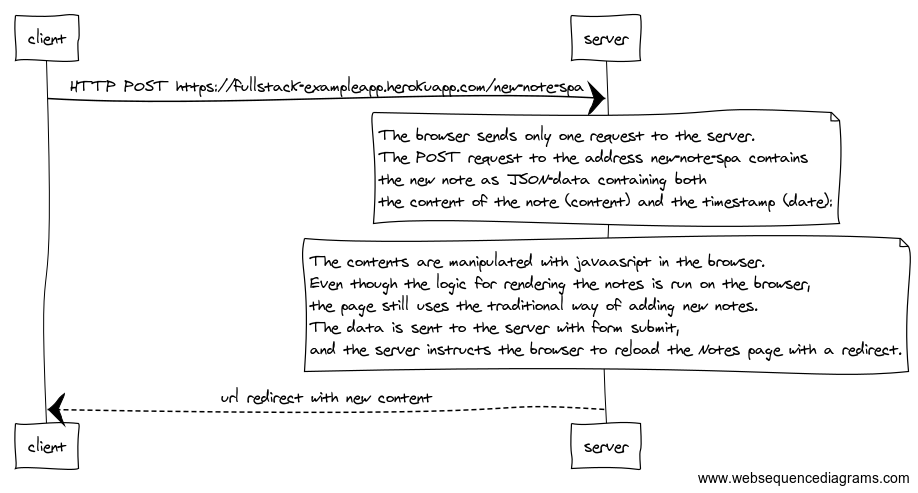 client
server
HTTP POST https://fullstack-exampleapp.herokuapp.com/new-note-spa
The browser sends only one request to the server.
The POST request to the address new-note-spa contains
the new note as JSON-data containing both
the content of the note (content) and the timestamp (date):
The contents are manipulated with javaasript in the browser.
Even though the logic for rendering the notes is run on the browser,
the page still uses the traditional way of adding new notes.
The data is sent to the server with form submit,
and the server instructs the browser to reload the Notes page with a redirect.
url redirect with new content
client
server
www.websequencediagrams.com